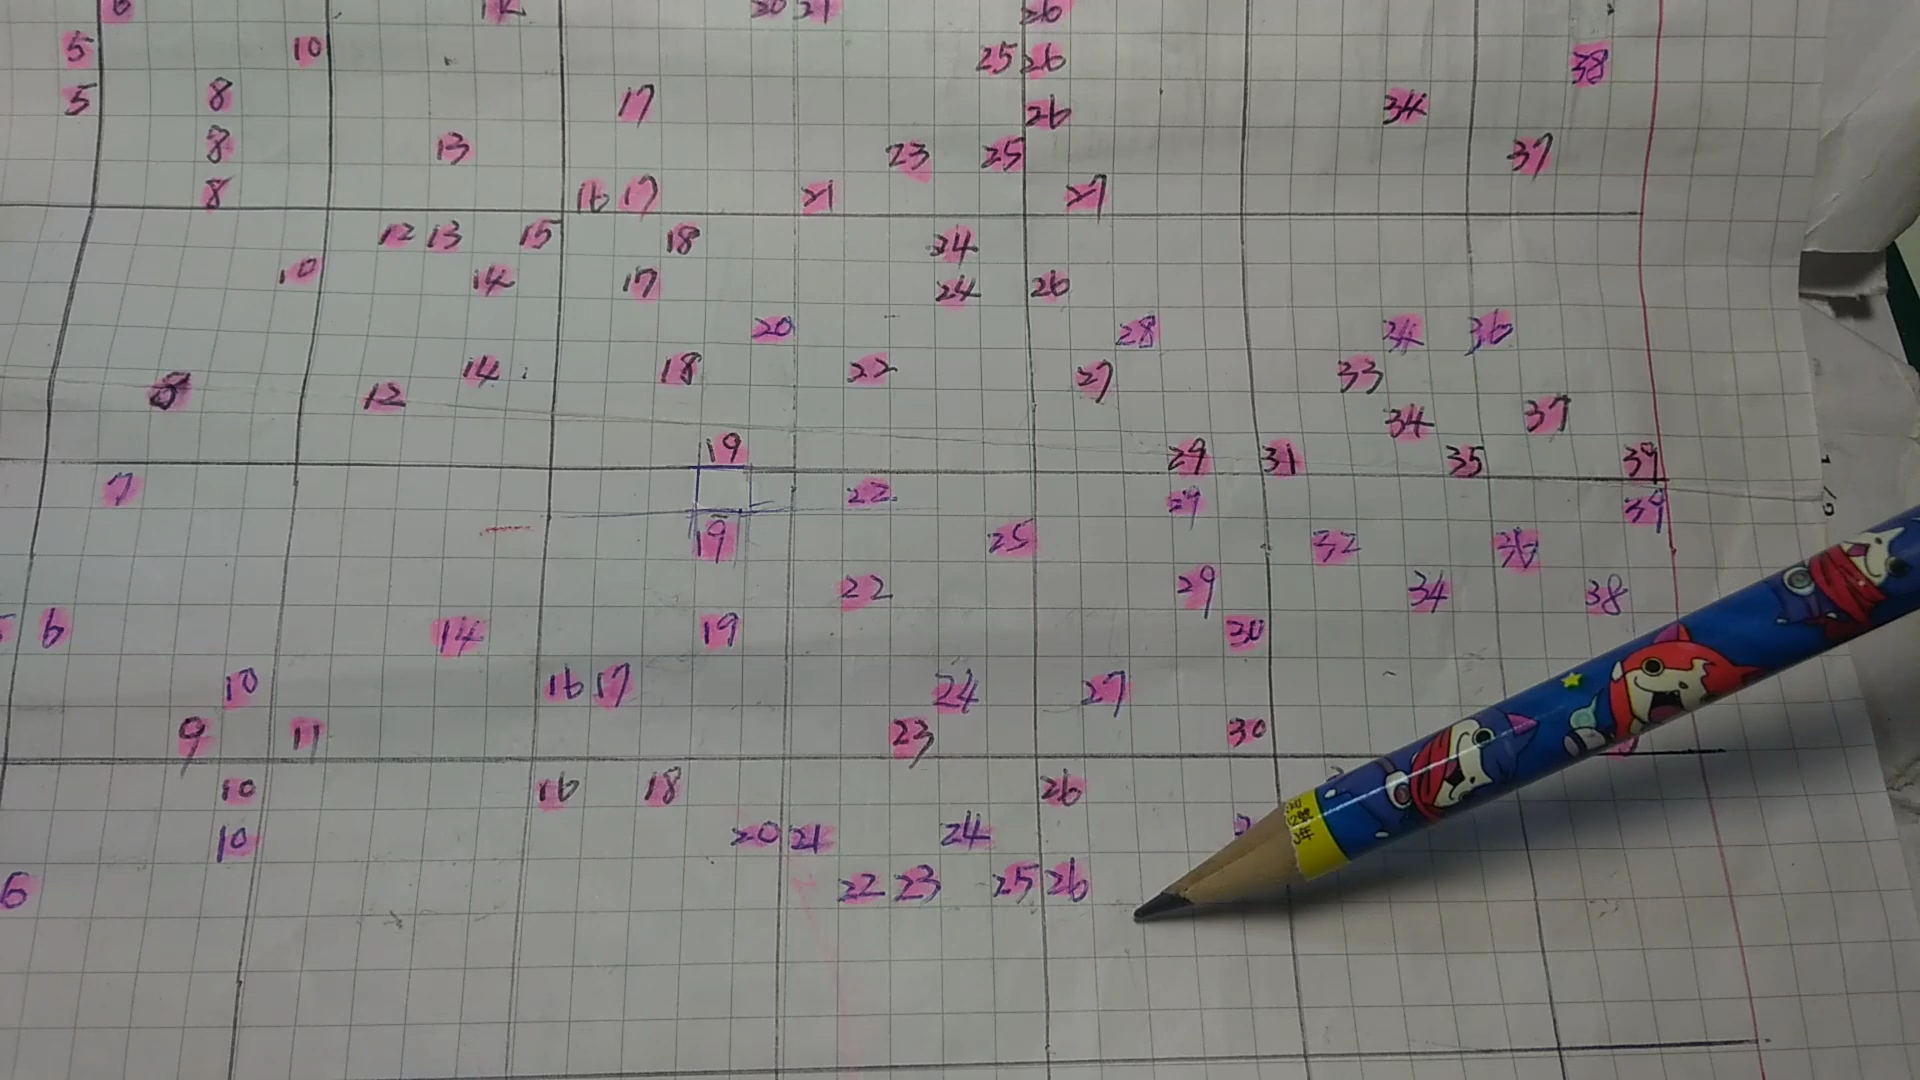 6 12 20 21 26
5 10 25 26 38
5 8 17 26 34
8 13 23 25 37
8 16 17 21 27
12 13 15 18 24
10 14 17 24 26
20 28 34 36
14 18 22 27 33
8 12 34 37
19 29 31 35 39
7 22 29 39
19 25 32 36
22 29 34 38
6 14 19 30
10 16 17 24 27
9 11 23 30
10 16 18 26
10 20 21 24
6 22 23 25 26